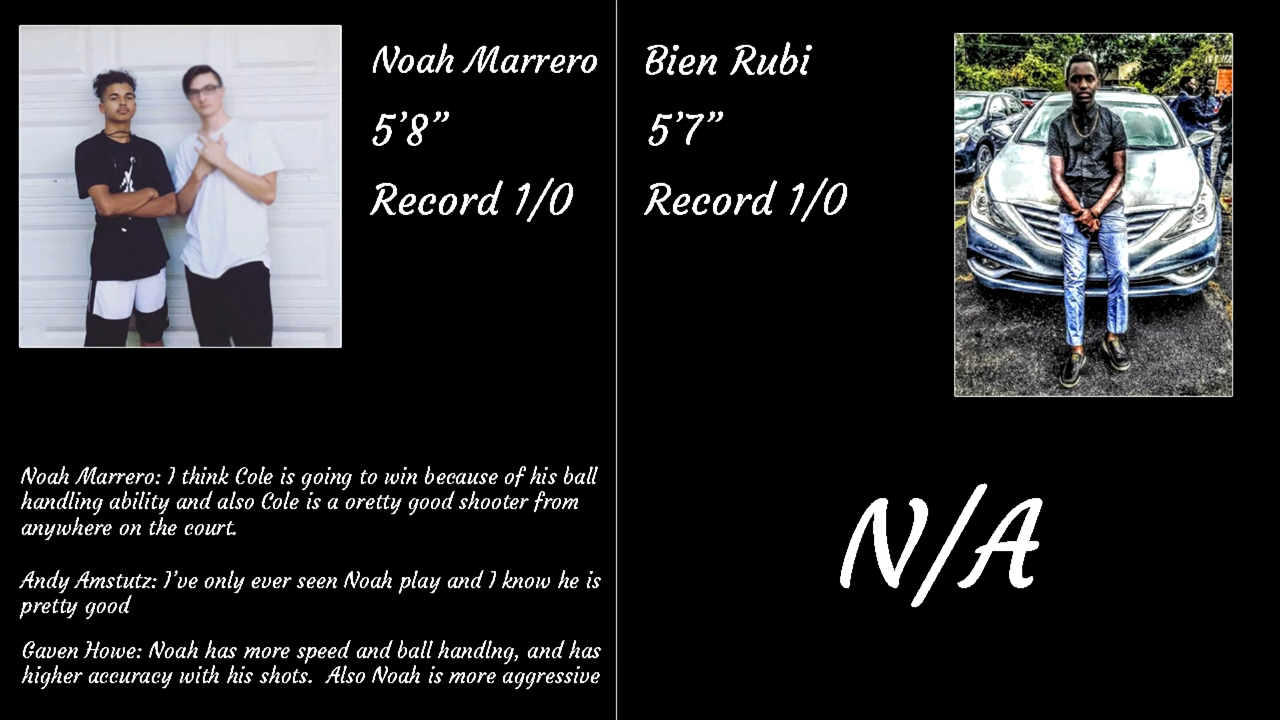 Noah Marrero
5'8"
Record 1/0
Noah Marrero: I think Cole is going to win because of his ball
handling ability and also Cole is a oretty good shooter from
anywhere on the court.
Andy Amstutz: I've only ever seen Noah play and I know he is
pretty good
Gaven Howe: Noah has more speed and ball handlng, and has
higher accuracy with his shots.  Also Noah is more aggressive
Bien Rubi
5'7"
Record 1/0
N/A